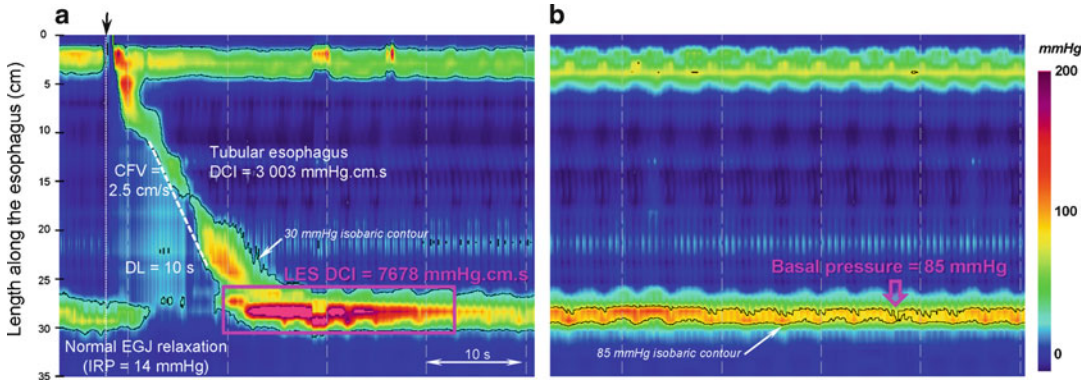 a
b
Length along the esophagus (cm)
0
5
10
15
20
25
30
35
CFV =
2.5 cm/s
Tubular esophagus
DCI = 3 003 mmHg.cm.s
30 mmHg isobaric contour
DL = 10 s
LES DCI = 7678 mmHg.cm.s
Normal EGJ relaxation
(IRP = 14 mmHg)
10 s
Basal pressure = 85 mmHg
85 mmHg isobaric contour
mmHg
200
100
0